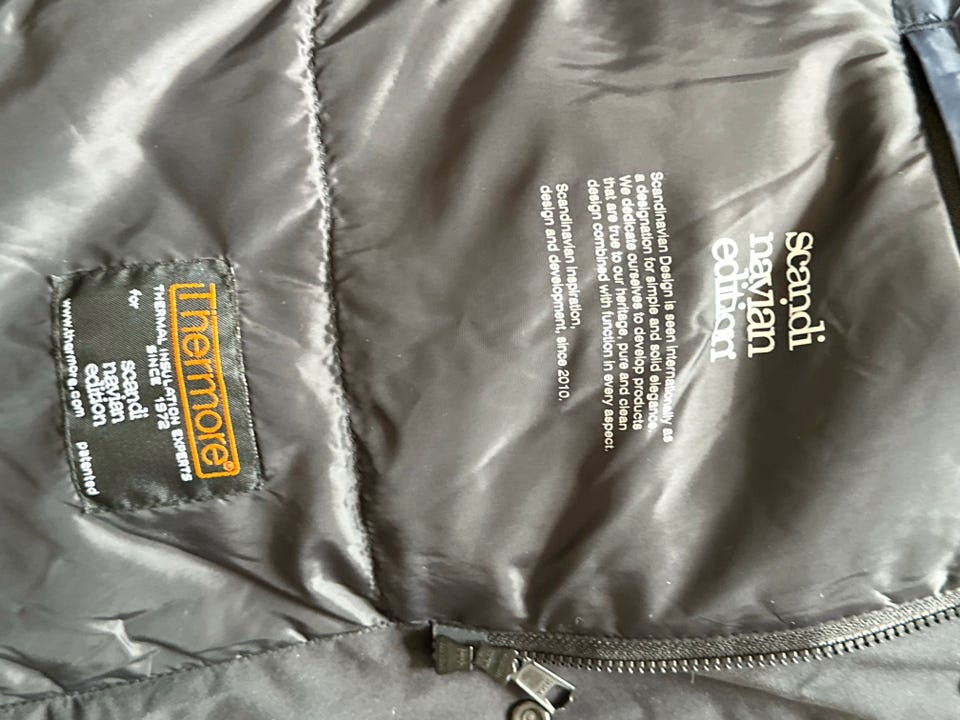 scandi
navian
edition
Scandinavian Design is seen internationally as
a designation for simple and solid elegance.
We dedicate ourselves to develop products
that are true to our heritage, pure and clean
design combined with function in every aspect.
Scandinavian inspiration,
design and development, since 2010.
Thermore®
THERMAL INSULATION EXPERTS
SINCE 1972
for
scandi
navian
edition
www.thermore.com patented